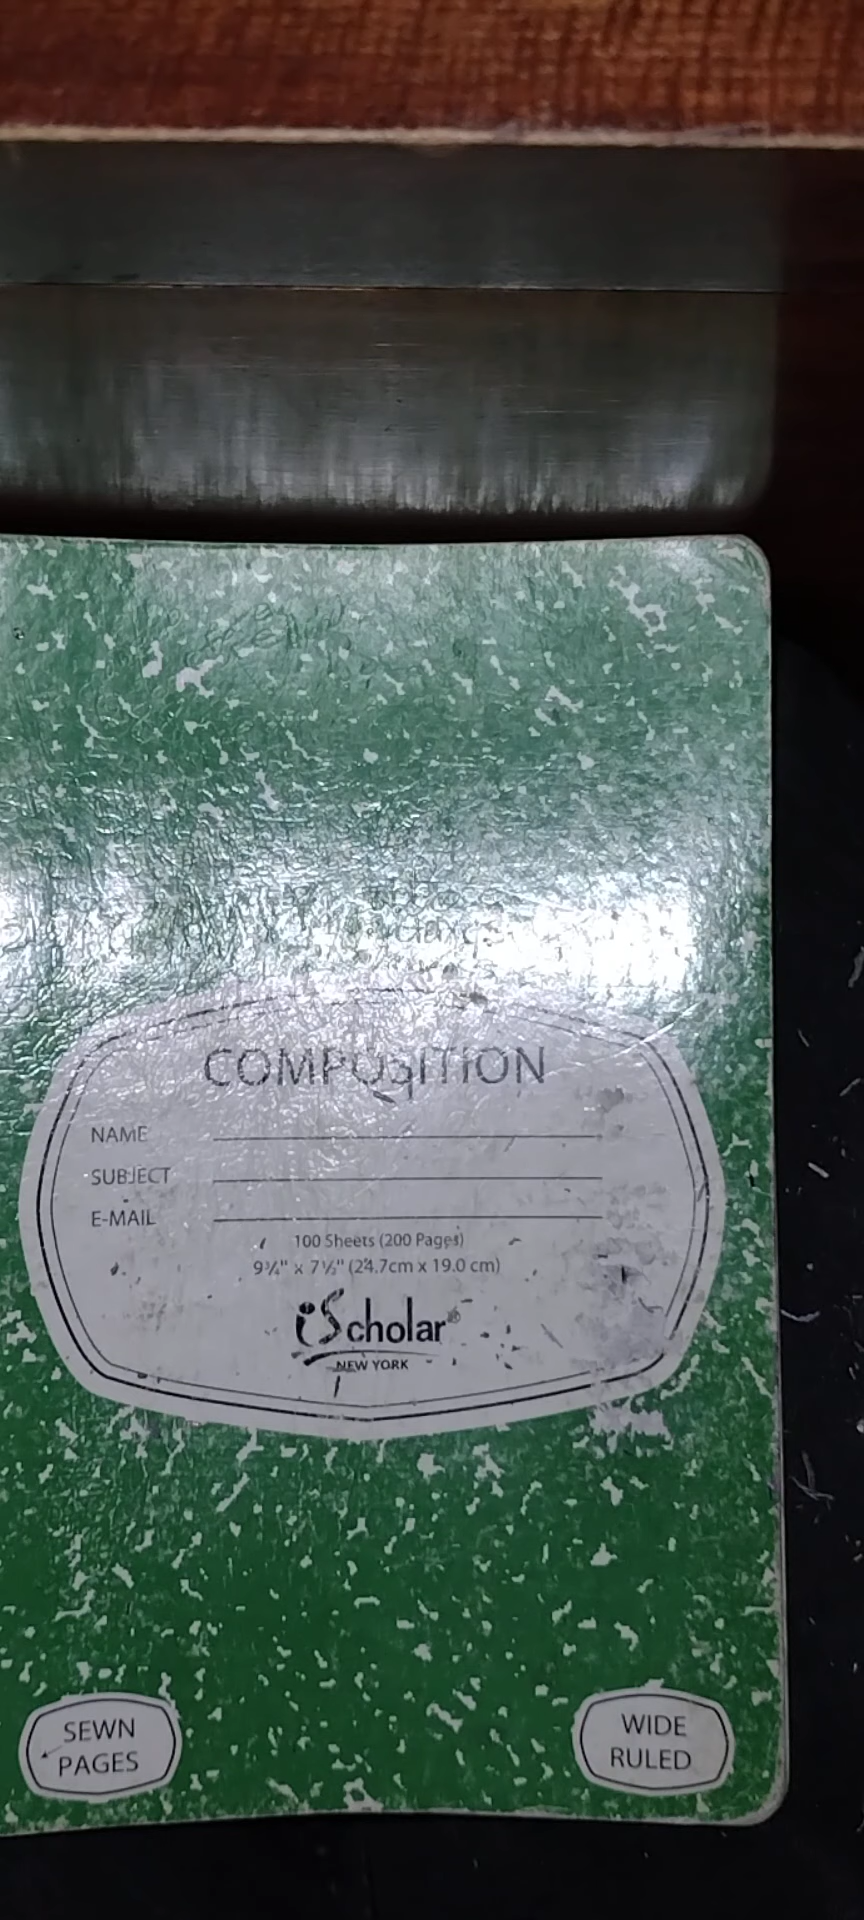 COMPOSITION
NAME
SUBJECT
E-MAIL
100 Sheets (200 Pages)
9¾" x 7½" (24.7cm x 19.0 cm)
iScholar®
NEW YORK
SEWN
PAGES
WIDE
RULED